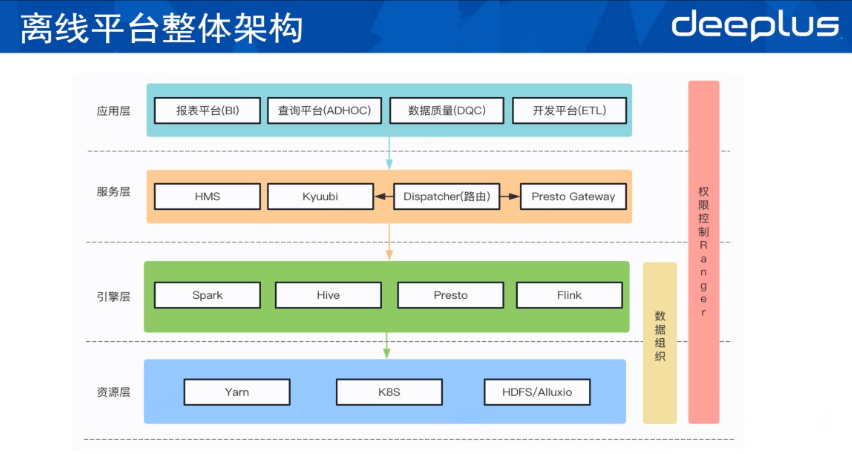 离线平台整体架构
deeplus
应用层
报表平台(BI)
查询平台(ADHOC)
数据质量(DQC)
开发平台(ETL)
服务层
HMS
Kyuubi
Dispatcher(路由)
Presto Gateway
引擎层
Spark
Hive
Presto
Flink
资源层
Yarn
K8S
HDFS/Alluxio
数据组织
权限控制Ranger